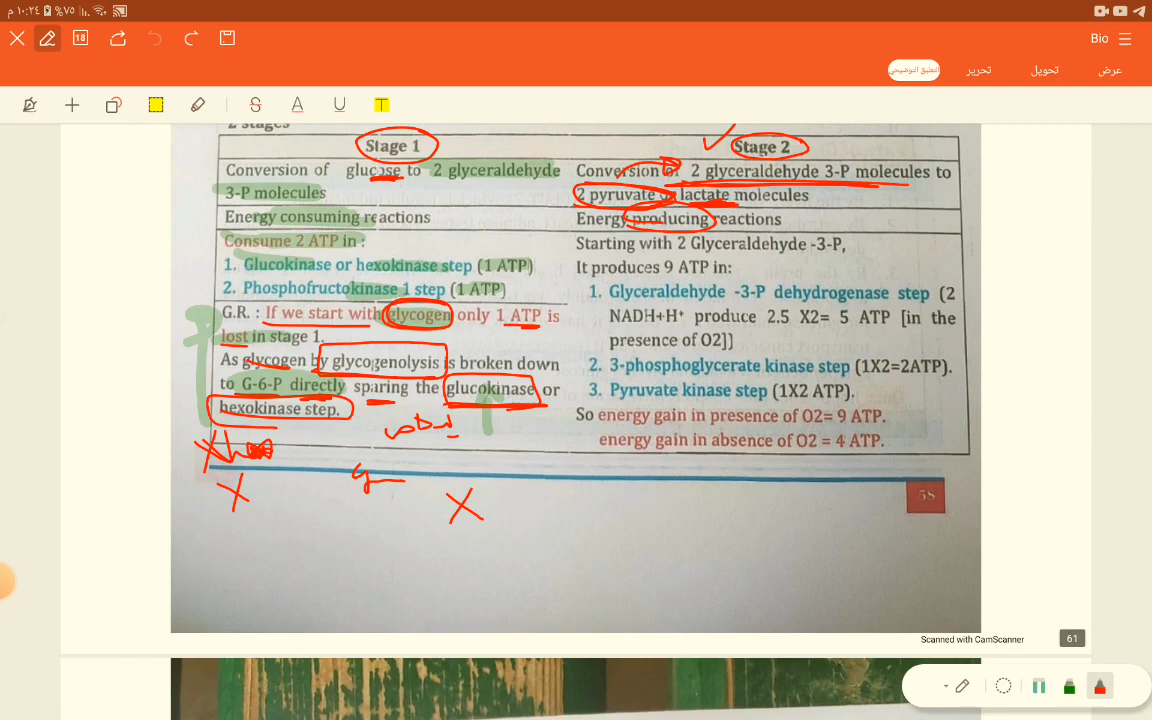 ١٠:٢٤ م ٧٥%
18
Bio
عرض
تحويل
تحرير
التعليق التوضيحي
2 stages
Stage 1
Conversion of glucose to 2 glyceraldehyde
3-P molecules
Energy consuming reactions
Consume 2 ATP in :
1. Glucokinase or hexokinase step (1 ATP)
2. Phosphofructokinase 1 step (1 ATP)
G.R. : If we start with glycogen only 1 ATP is
lost in stage 1.
As glycogen by glycogenolysis is broken down
to G-6-P directly sparing the glucokinase or
hexokinase step.
Stage 2
Conversion of 2 glyceraldehyde 3-P molecules to
2 pyruvate or lactate molecules
Energy producing reactions
Starting with 2 Glyceraldehyde -3-P,
It produces 9 ATP in:
1. Glyceraldehyde -3-P dehydrogenase step (2
NADH+H⁺ produce 2.5 X2= 5 ATP [in the
presence of O2])
2. 3-phosphoglycerate kinase step (1X2=2ATP).
3. Pyruvate kinase step (1X2 ATP).
So energy gain in presence of O2= 9 ATP.
energy gain in absence of O2 = 4 ATP.
58
Scanned with CamScanner
61